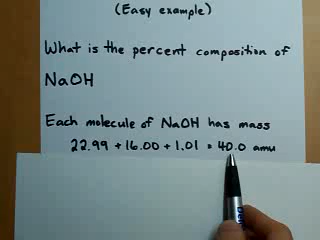 (Easy example)
What is the percent composition of
NaOH
Each molecule of NaOH has mass
22.99 + 16.00 + 1.01 = 40.0 amu